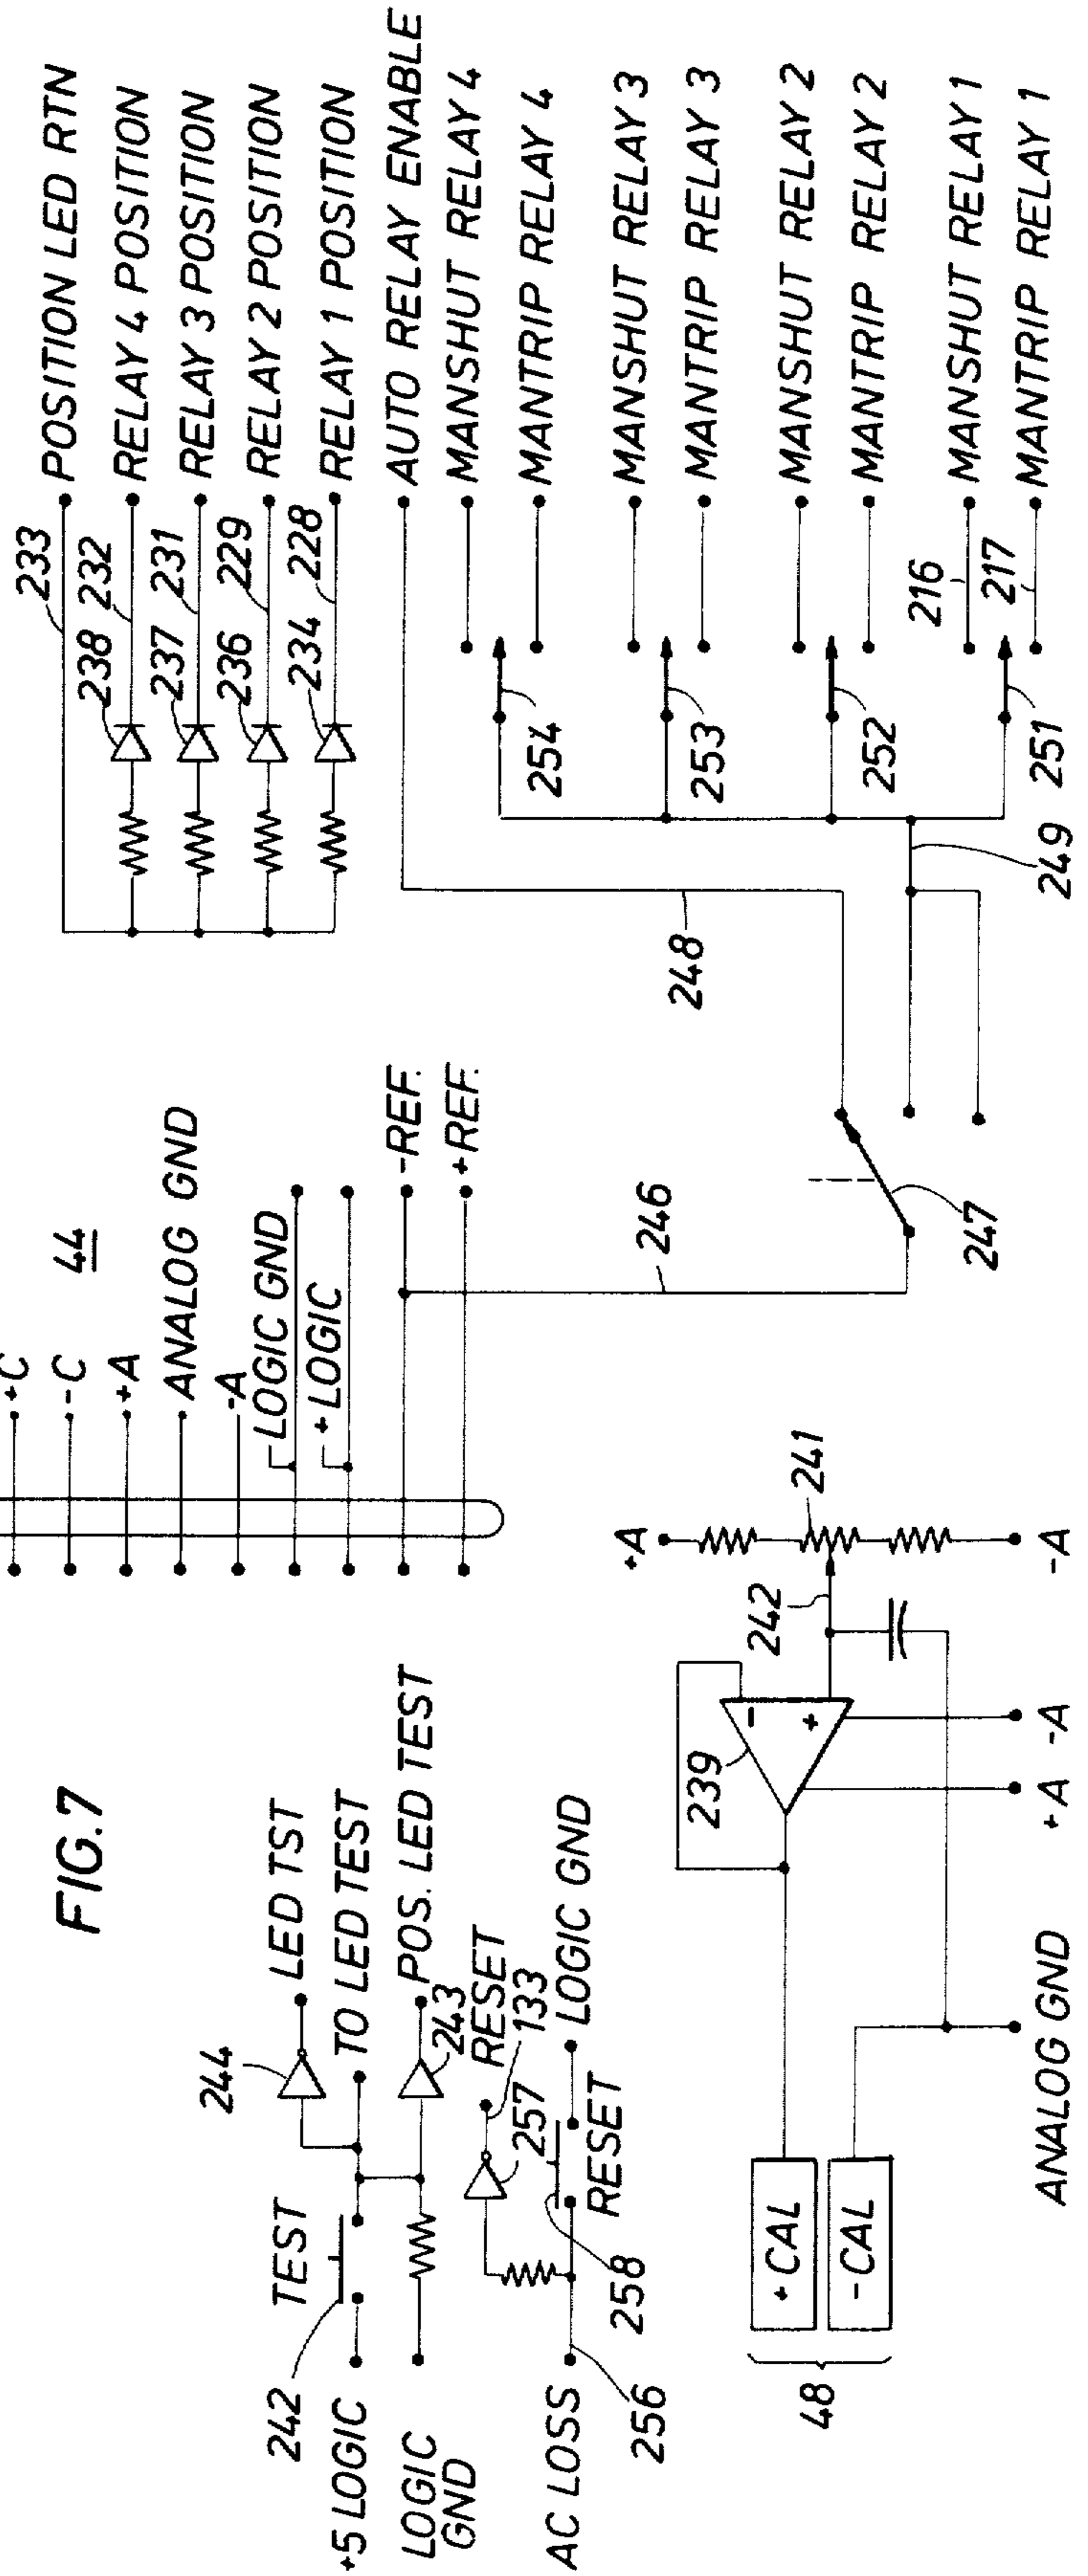 FIG.7
+C
-C
44
+A
ANALOG GND
-A
LOGIC GND
+ LOGIC
-REF.
+REF.
233
POSITION LED RTN
238
232
RELAY 4 POSITION
237
231
RELAY 3 POSITION
236
229
RELAY 2 POSITION
234
228
RELAY 1 POSITION
AUTO RELAY ENABLE
MANSHUT RELAY 4
MANTRIP RELAY 4
254
MANSHUT RELAY 3
MANTRIP RELAY 3
253
MANSHUT RELAY 2
MANTRIP RELAY 2
252
216
MANSHUT RELAY 1
217
MANTRIP RELAY 1
251
249
248
246
247
244
LED TST
TEST
242
TO LED TEST
+5 LOGIC
POS. LED TEST
243
LOGIC
GND
RESET
133
257
AC LOSS
256
258
RESET
LOGIC GND
48
+ CAL
- CAL
239
-
+
242
+A
241
-A
ANALOG GND
+ A
-A